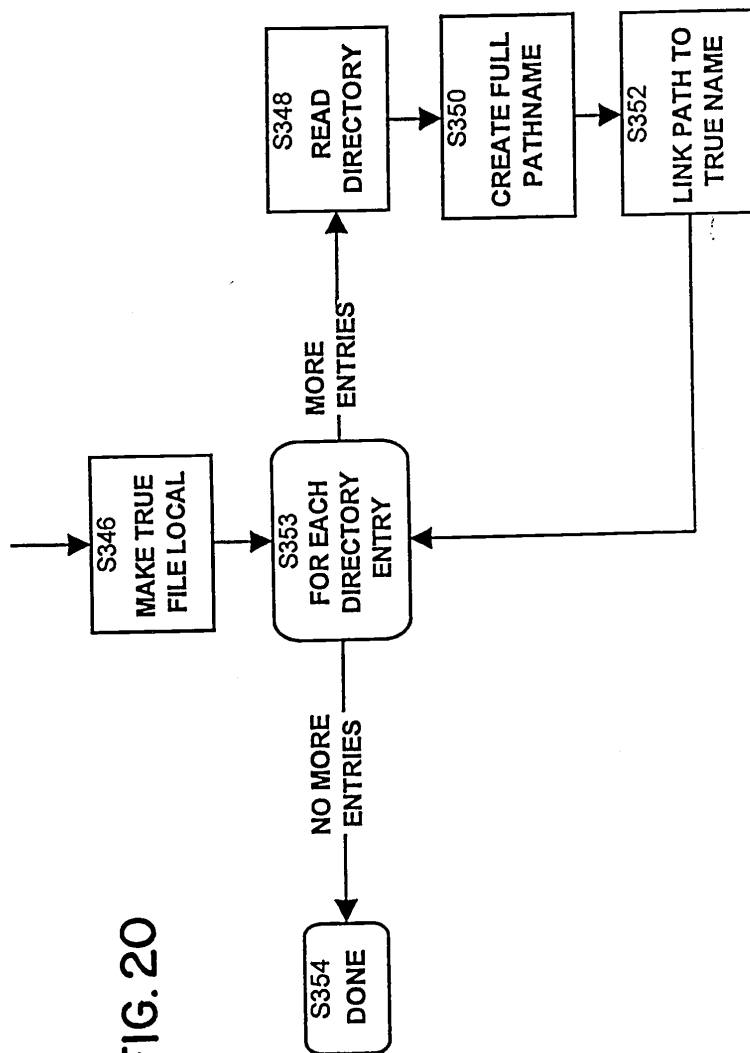 S346
MAKE TRUE
FILE LOCAL
S353
FOR EACH
DIRECTORY
ENTRY
MORE
ENTRIES
S348
READ
DIRECTORY
S350
CREATE FULL
PATHNAME
S352
LINK PATH TO
TRUE NAME
NO MORE
ENTRIES
S354
DONE
FIG. 20